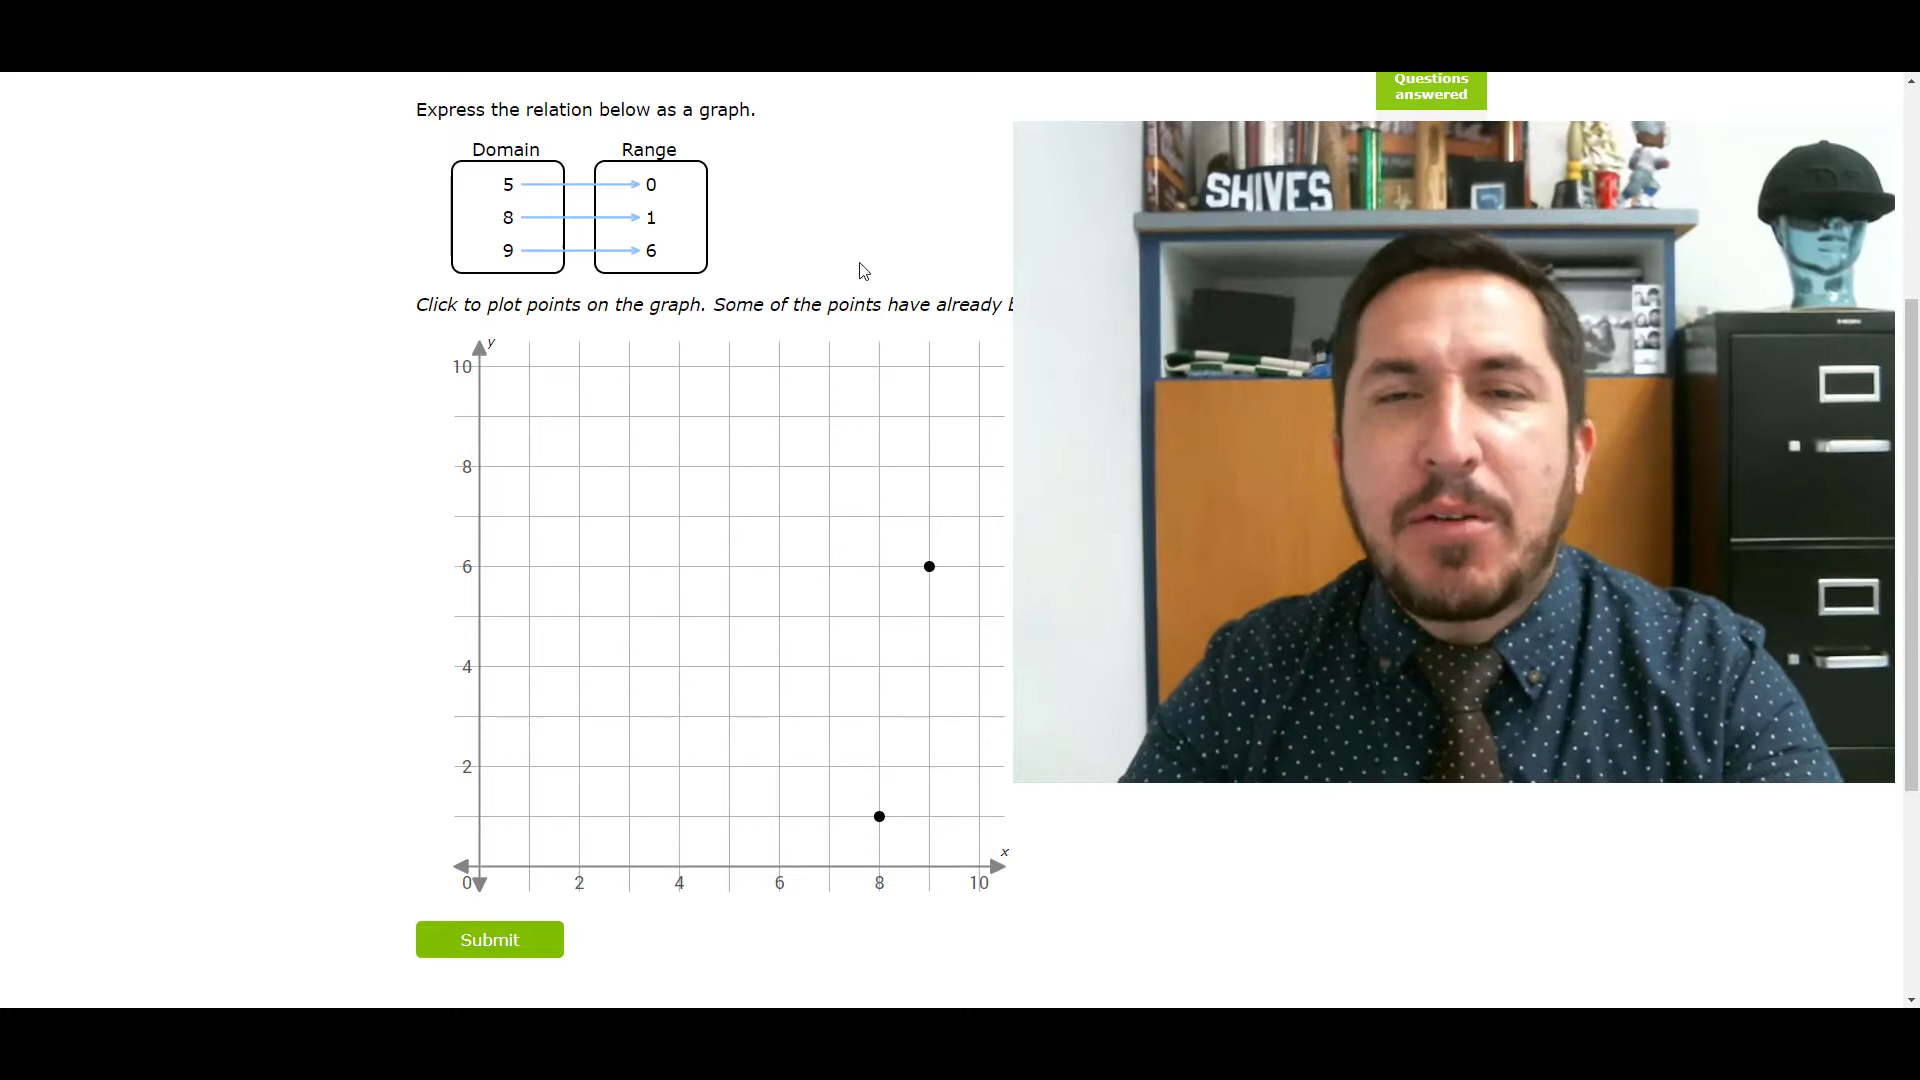 Questions
answered
Express the relation below as a graph.
Domain Range
5 0
8 1
9 6
Click to plot points on the graph. Some of the points have already
SHIVES
y
10
8
6
4
2
x
0 2 4 6 8 10
Submit